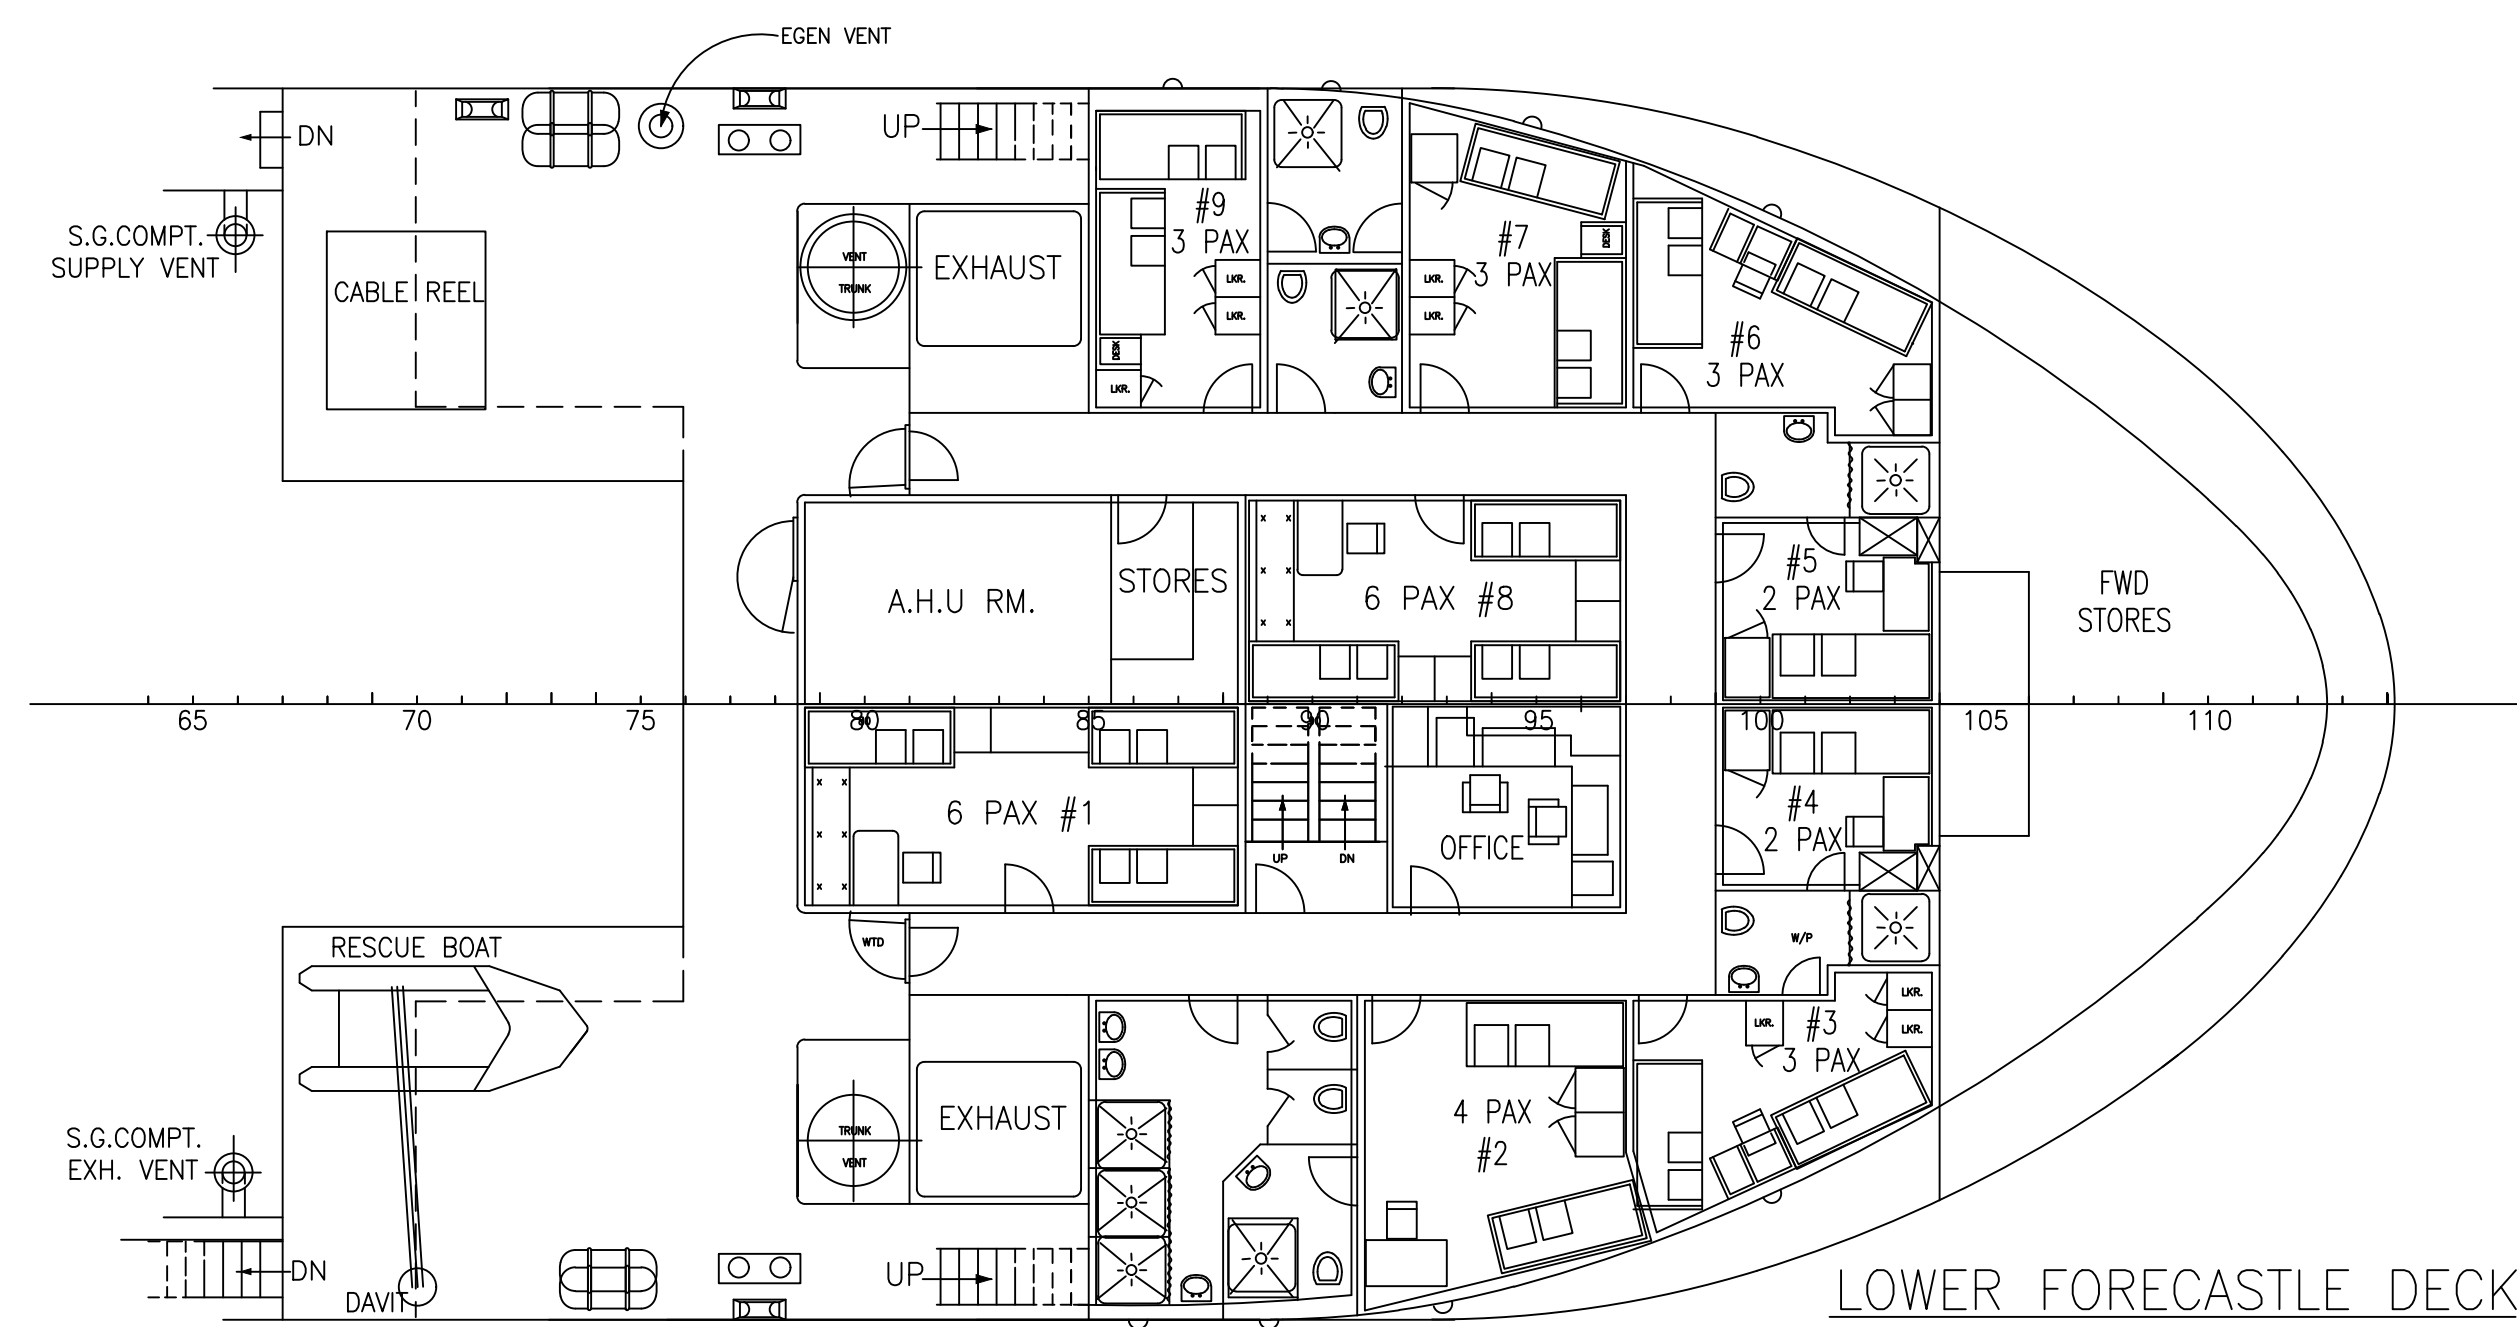 EGEN VENT
DN
UP
S.G.COMPT.
SUPPLY VENT
CABLE REEL
VENT
TRUNK
EXHAUST
#9
3 PAX
LKR.
LKR.
DESK
LKR.
#7
3 PAX
DESK
LKR.
LKR.
#6
3 PAX
A.H.U RM.
STORES
6 PAX #8
#5
2 PAX
FWD
STORES
65
70
75
80
80
85
90
95
100
105
110
6 PAX #1
UP
DN
OFFICE
#4
2 PAX
WTD
W/P
RESCUE BOAT
LKR.
LKR.
LKR.
#3
3 PAX
S.G.COMPT.
EXH. VENT
TRUNK
VENT
EXHAUST
4 PAX
#2
DN
DAVIT
UP
LOWER FORECASTLE DECK